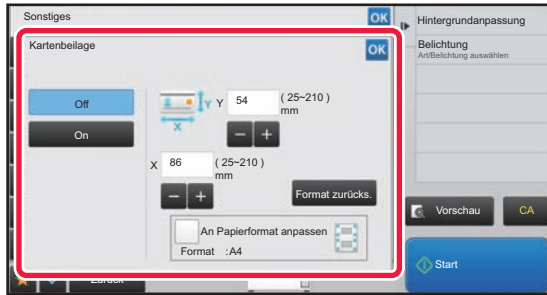 Sonstiges
OK
Kartenbeilage
OK
Off
On
Y 54 ( 25~210 )
mm
X 86 ( 25~210 )
mm
Format zurücks.
An Papierformat anpassen
Format :A4
Zurück
Hintergrundanpassung
Belichtung
Art/Belichtung auswählen
Vorschau
CA
Start
Y
X